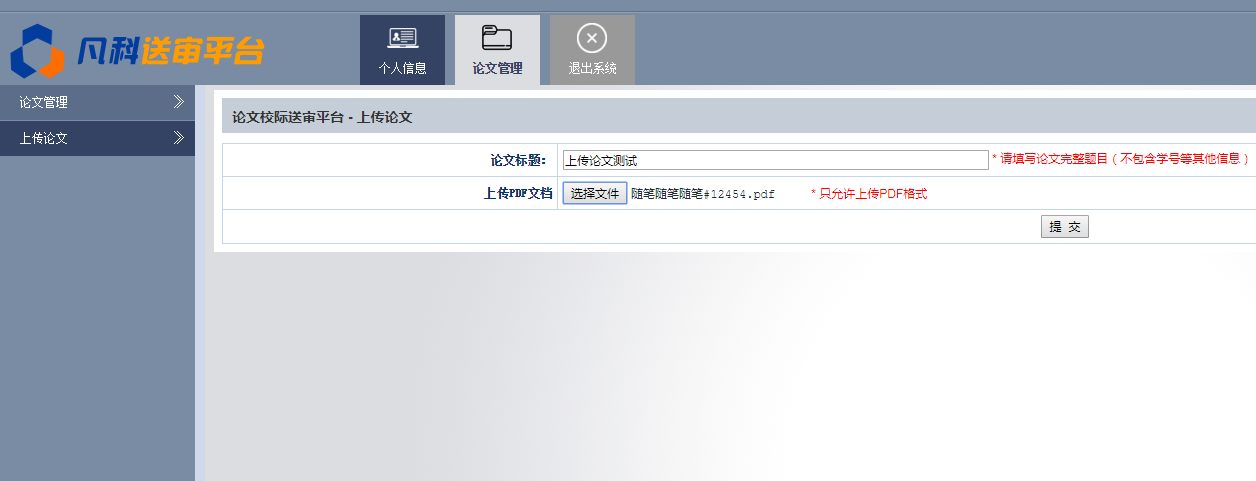 凡科送审平台
个人信息
论文管理
退出系统
论文管理
上传论文
论文校际送审平台 - 上传论文
论文标题: 上传论文测试 * 请填写论文完整题目（不包含学号等其他信息）
上传PDF文档 选择文件 随笔随笔随笔#12454.pdf * 只允许上传PDF格式
提 交